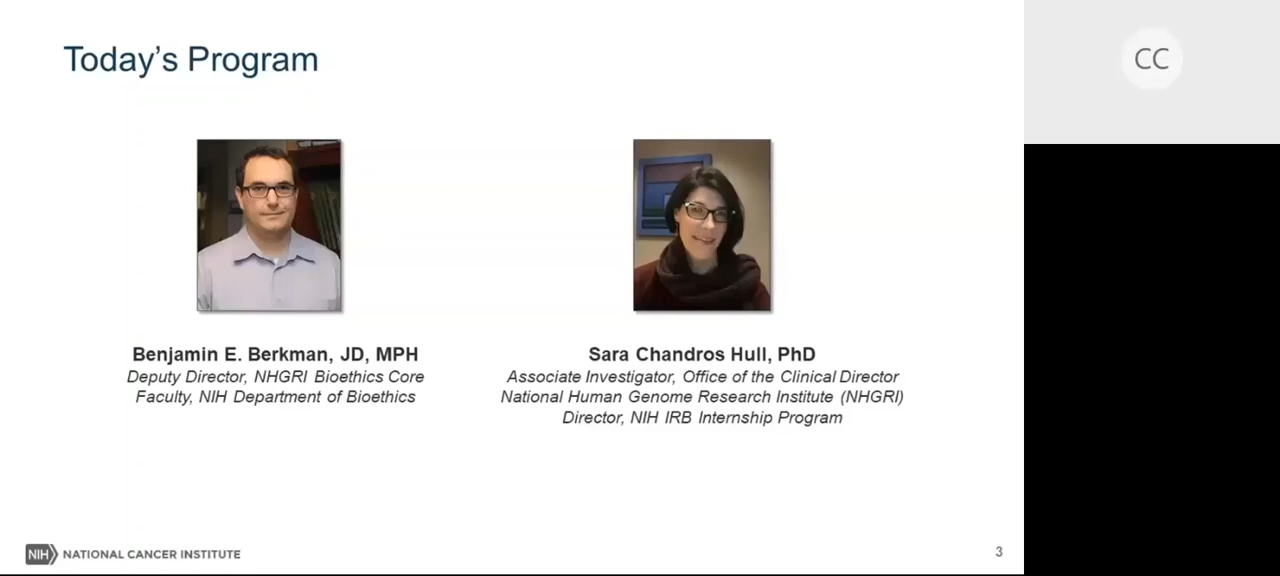 Today's Program
CC
Benjamin E. Berkman, JD, MPH
Deputy Director, NHGRI Bioethics Core
Faculty, NIH Department of Bioethics
Sara Chandros Hull, PhD
Associate Investigator, Office of the Clinical Director
National Human Genome Research Institute (NHGRI)
Director, NIH IRB Internship Program
NIH NATIONAL CANCER INSTITUTE
3